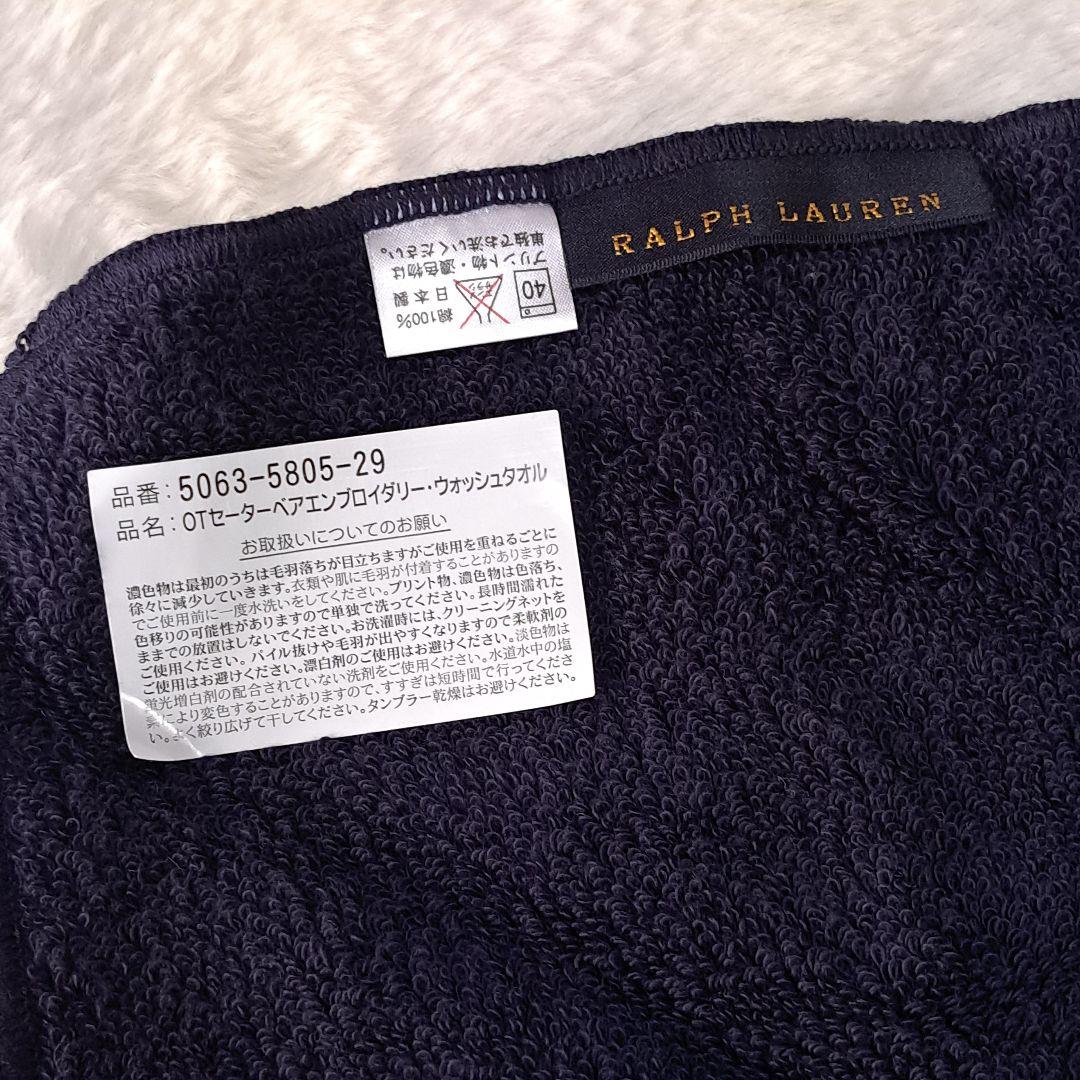 RALPH LAUREN
40
エンソ
サラシ
綿100%
日本製
プリント物・濃色物は
単独でお洗いください。
品番：5063-5805-29
品名：OTセーターベアエンブロイダリー・ウォッシュタオル
お取扱いについてのお願い
濃色物は最初のうちは毛羽落ちが目立ちますがご使用を重ねるごとに
徐々に減少していきます。衣類や肌に毛羽が付着することがありますの
でご使用前に一度水洗いをしてください。プリント物、濃色物は色落ち、
色移りの可能性がありますので単独で洗ってください。長時間濡れた
ままでの放置はしないでください。お洗濯時には、クリーニングネットを
ご使用ください。パイル抜けや毛羽が出やすくなりますので柔軟剤の
ご使用はお避けください。漂白剤のご使用はお避けください。淡色物は
蛍光増白剤の配合されていない洗剤をご使用ください。水道水中の塩
素により変色することがありますので、すすぎは短時間で行ってくださ
い。よく絞り広げて干してください。タンブラー乾燥はお避けください。